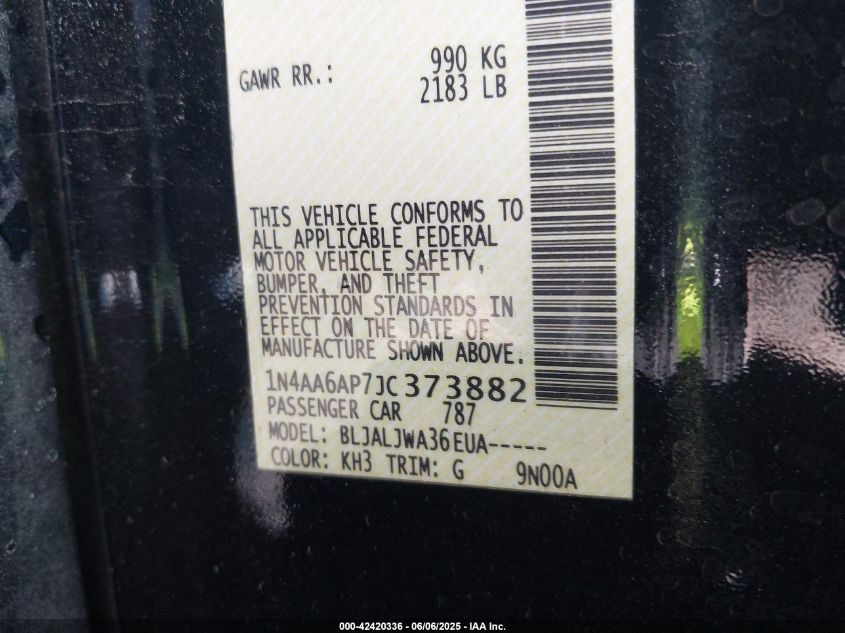 GAWR RR.: 990 KG
2183 LB
THIS VEHICLE CONFORMS TO
ALL APPLICABLE FEDERAL
MOTOR VEHICLE SAFETY,
BUMPER, AND THEFT
PREVENTION STANDARDS IN
EFFECT ON THE DATE OF
MANUFACTURE SHOWN ABOVE.
1N4AA6AP7JC373882
PASSENGER CAR 787
MODEL: BLJALJWA36EUA-----
COLOR: KH3 TRIM: G 9N00A
000-42420336 - 06/06/2025 - IAA Inc.